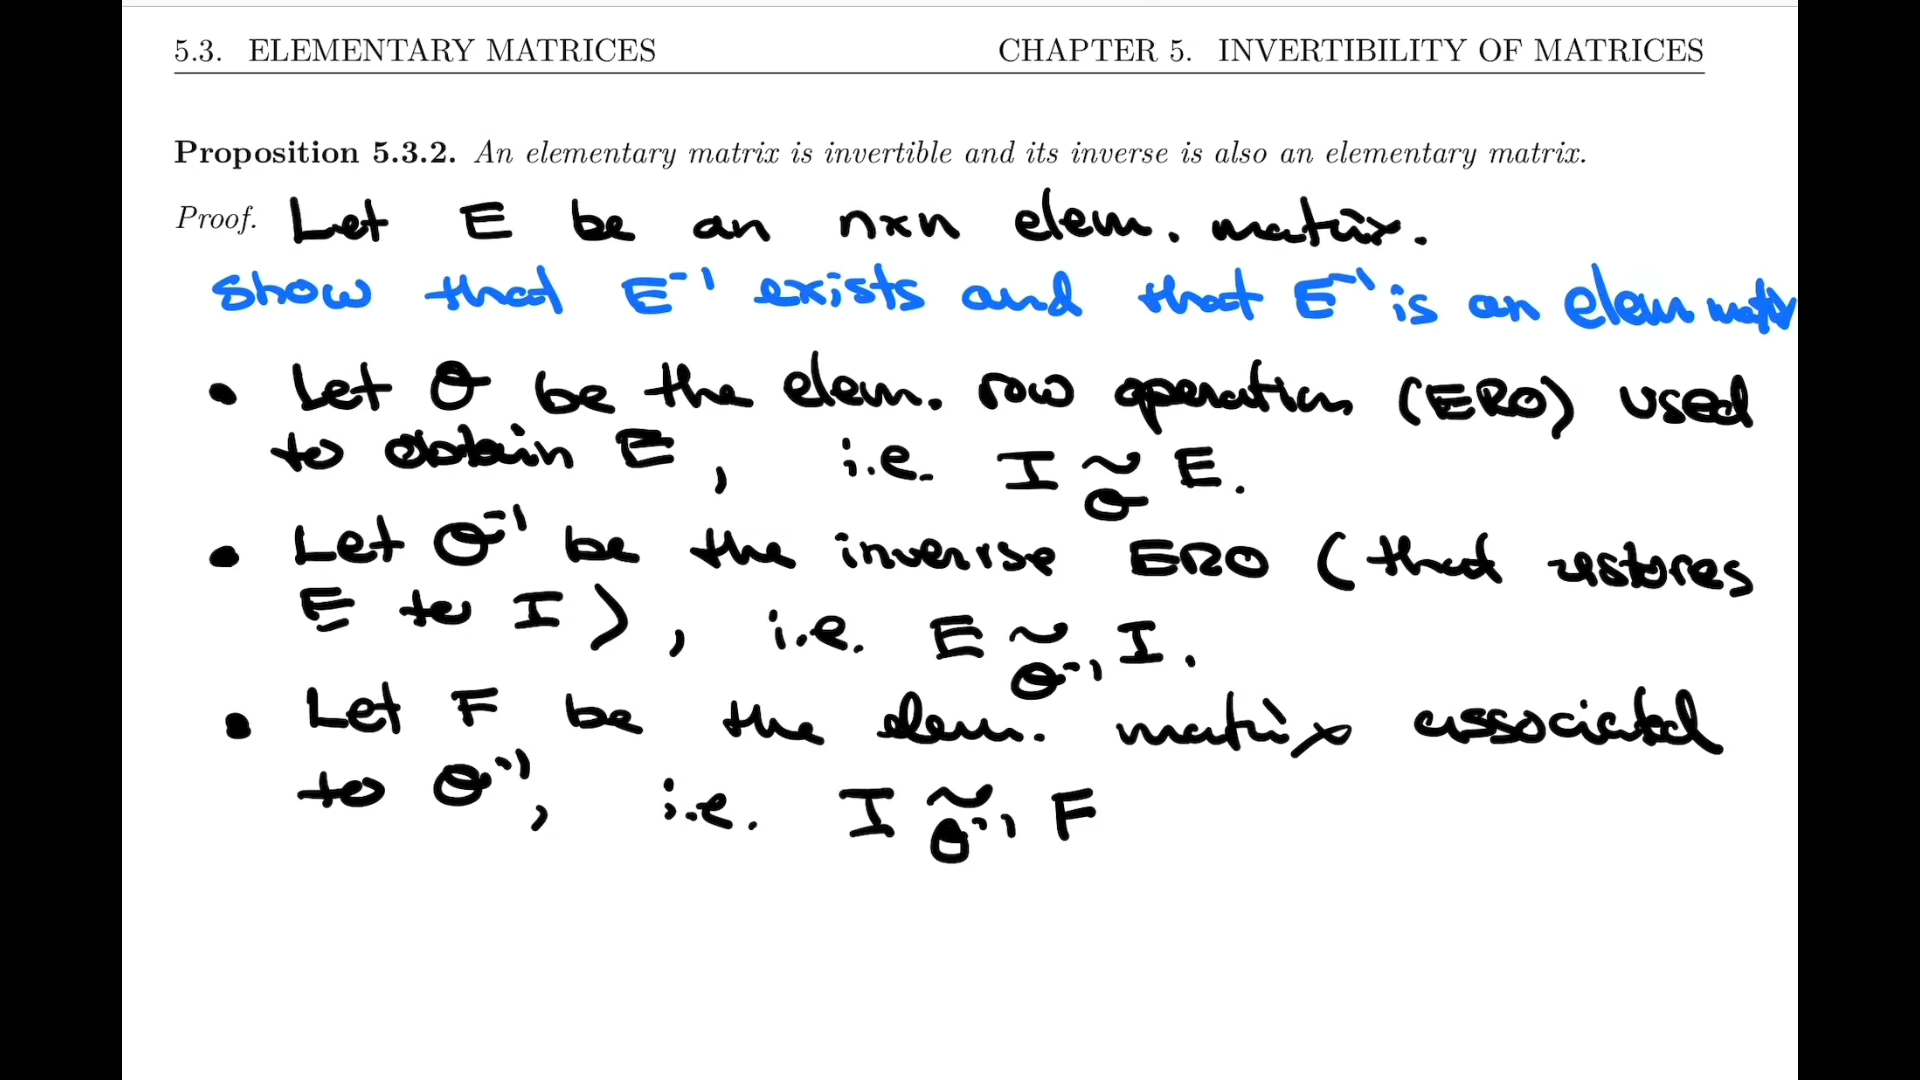 5.3. ELEMENTARY MATRICES CHAPTER 5. INVERTIBILITY OF MATRICES
Proposition 5.3.2. An elementary matrix is invertible and its inverse is also an elementary matrix.
Proof. Let E be an n×n elem. matrix.
Show that E⁻¹ exists and that E⁻¹ is an elem. matrix
• Let θ be the elem. row operation (ERO) used
to obtain E, i.e. I ~θ E.
• Let θ⁻¹ be the inverse ERO (that restores
E to I), i.e. E ~θ⁻¹ I.
• Let F be the elem. matrix associated
to θ⁻¹, i.e. I ~θ⁻¹ F